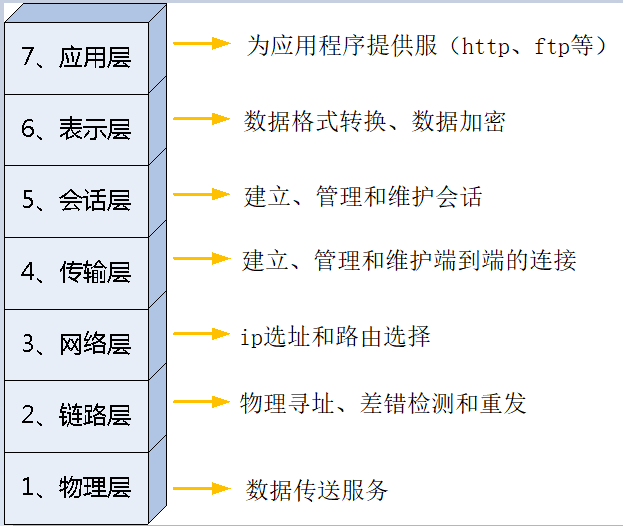 7、应用层
为应用程序提供服（http、ftp等）
6、表示层
数据格式转换、数据加密
5、会话层
建立、管理和维护会话
4、传输层
建立、管理和维护端到端的连接
3、网络层
ip选址和路由选择
2、链路层
物理寻址、差错检测和重发
1、物理层
数据传送服务